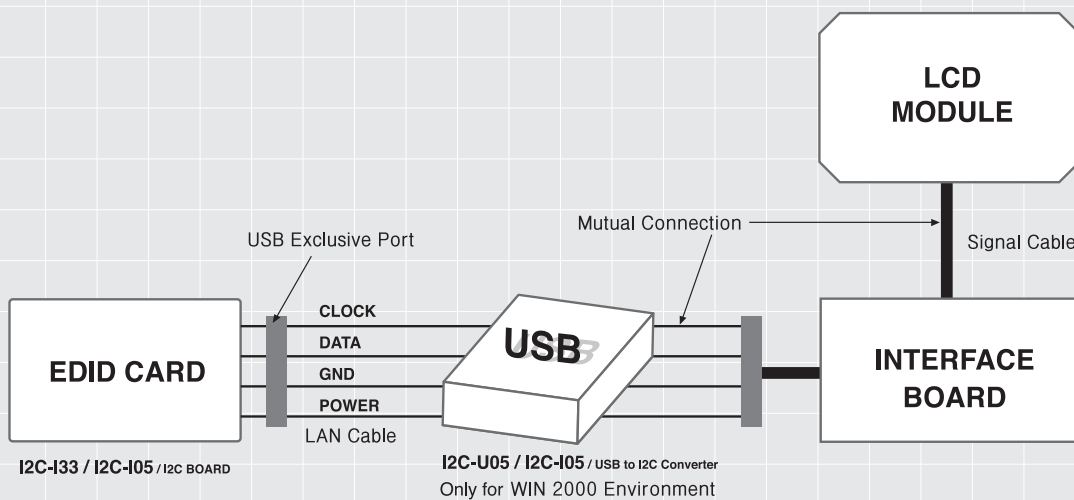 LCD
MODULE
Mutual Connection
USB Exclusive Port
Signal Cable
CLOCK
DATA
GND
POWER
LAN Cable
EDID CARD
USB
INTERFACE
BOARD
I2C-I33 / I2C-I05 / I2C BOARD
I2C-U05 / I2C-I05 / USB to I2C Converter
Only for WIN 2000 Environment